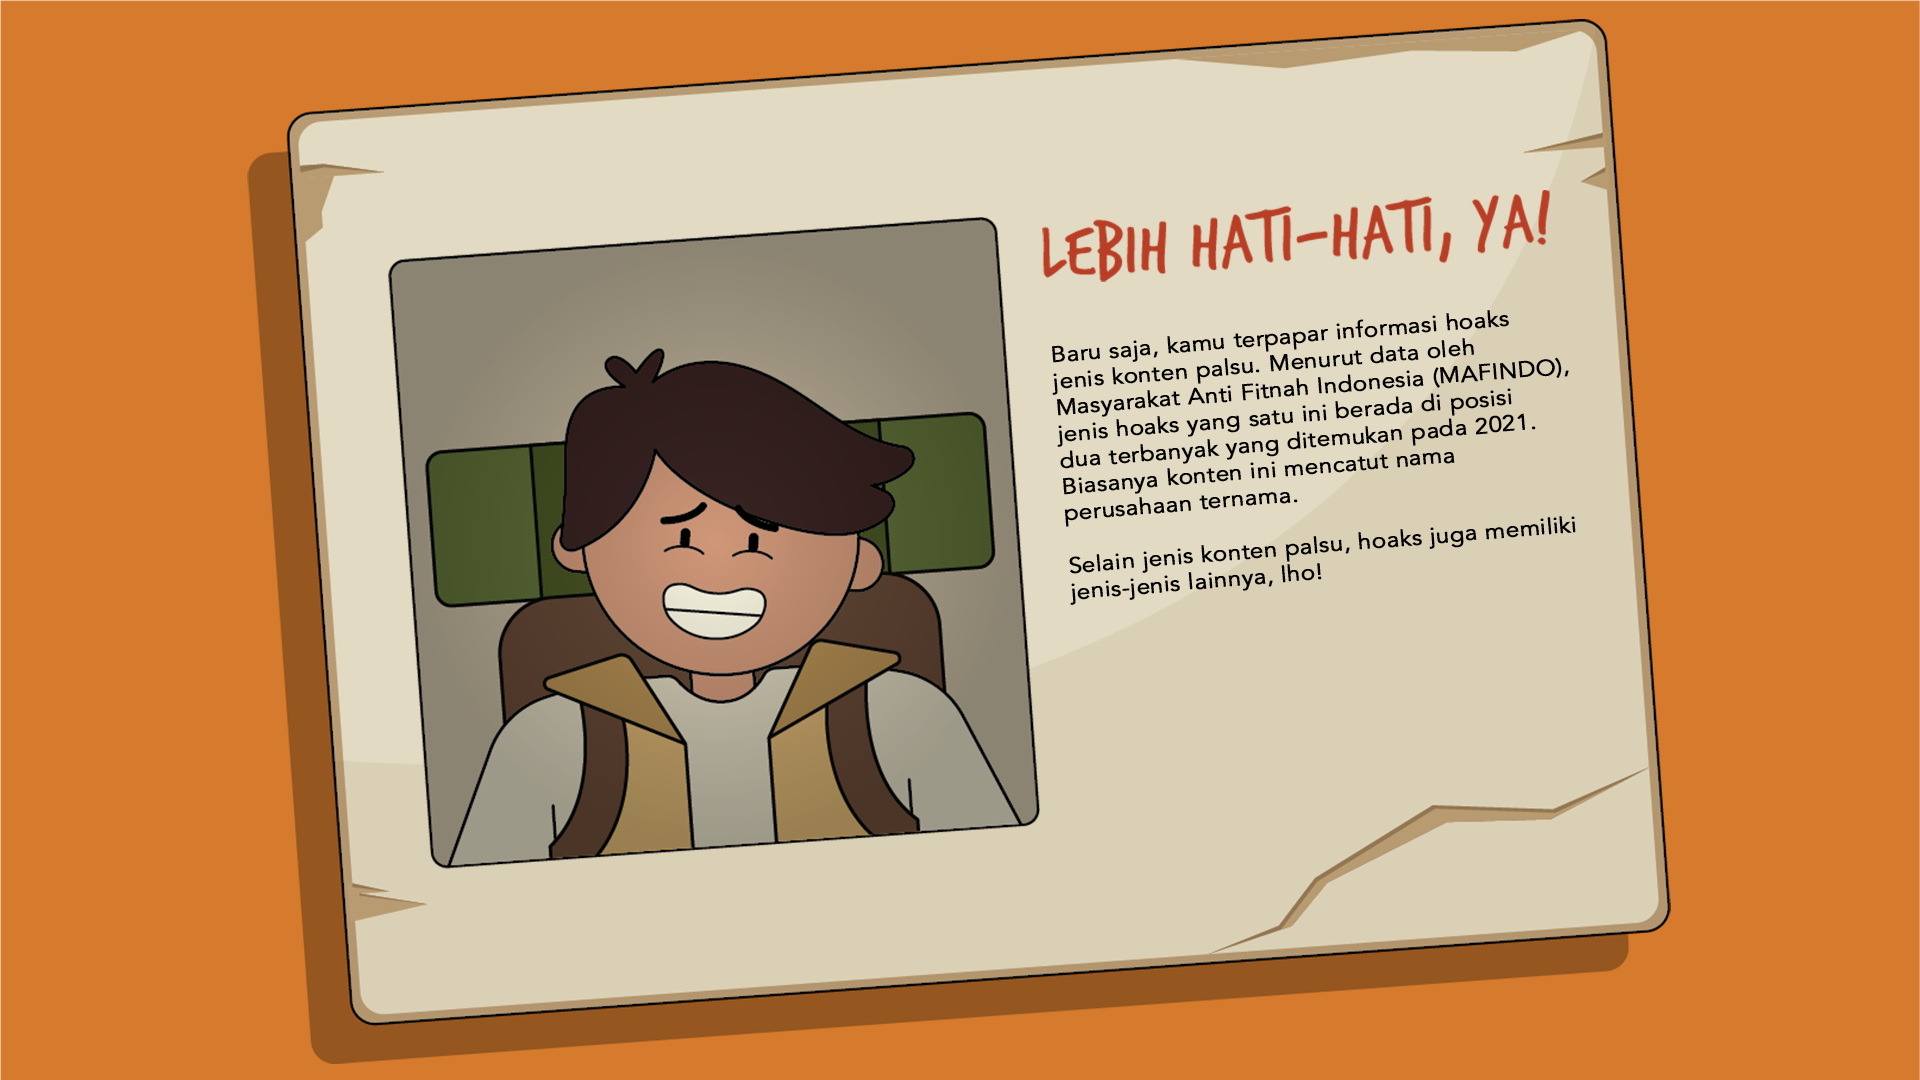 LEBIH HATI-HATI, YA!
Baru saja, kamu terpapar informasi hoaks
jenis konten palsu. Menurut data oleh
Masyarakat Anti Fitnah Indonesia (MAFINDO),
jenis hoaks yang satu ini berada di posisi
dua terbanyak yang ditemukan pada 2021.
Biasanya konten ini mencatut nama
perusahaan ternama.
Selain jenis konten palsu, hoaks juga memiliki
jenis-jenis lainnya, lho!